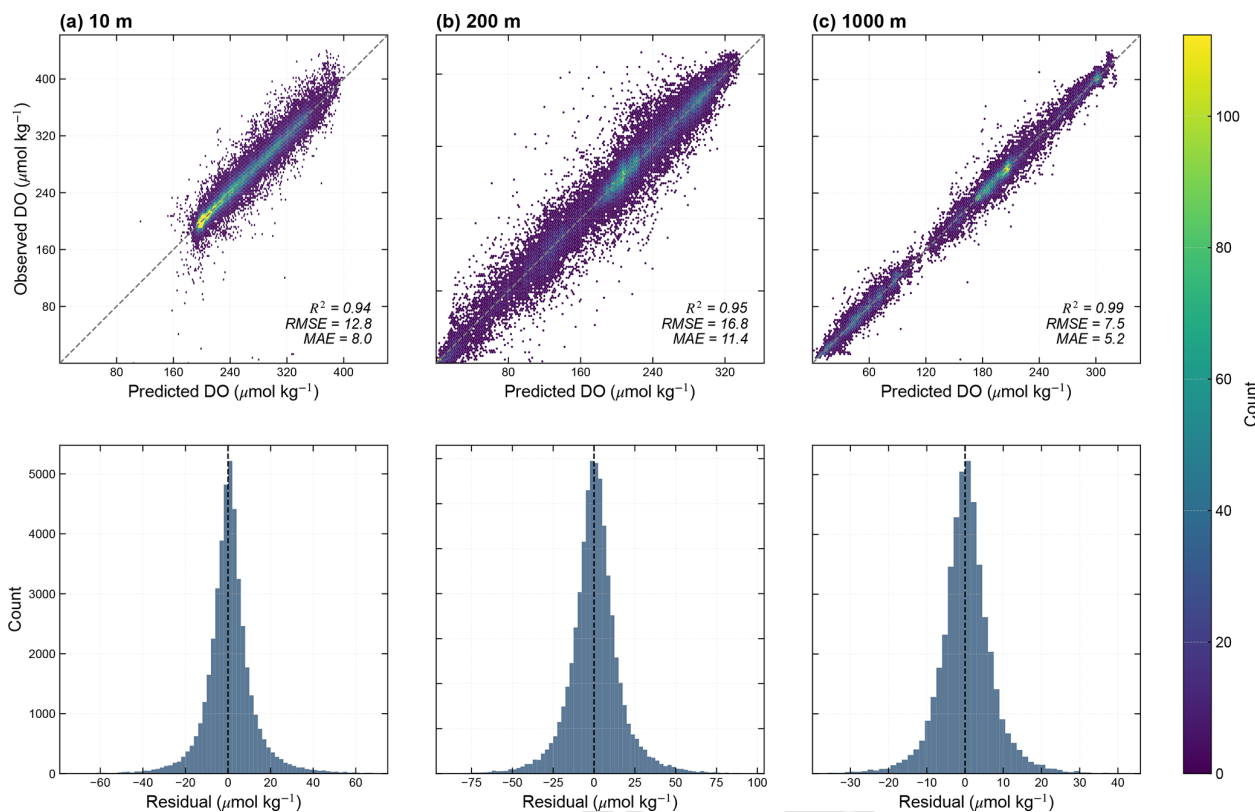 (a) 10 m
(b) 200 m
(c) 1000 m
Observed DO (μmol kg⁻¹)
400
320
240
160
80
R² = 0.94
RMSE = 12.8
MAE = 8.0
80 160 240 320 400
Predicted DO (μmol kg⁻¹)
R² = 0.95
RMSE = 16.8
MAE = 11.4
80 160 240 320
Predicted DO (μmol kg⁻¹)
R² = 0.99
RMSE = 7.5
MAE = 5.2
60 120 180 240 300
Predicted DO (μmol kg⁻¹)
100
80
60
40
20
0
Count
Count
5000
4000
3000
2000
1000
0
−60 −40 −20 0 20 40 60
Residual (μmol kg⁻¹)
−75 −50 −25 0 25 50 75 100
Residual (μmol kg⁻¹)
−30 −20 −10 0 10 20 30 40
Residual (μmol kg⁻¹)